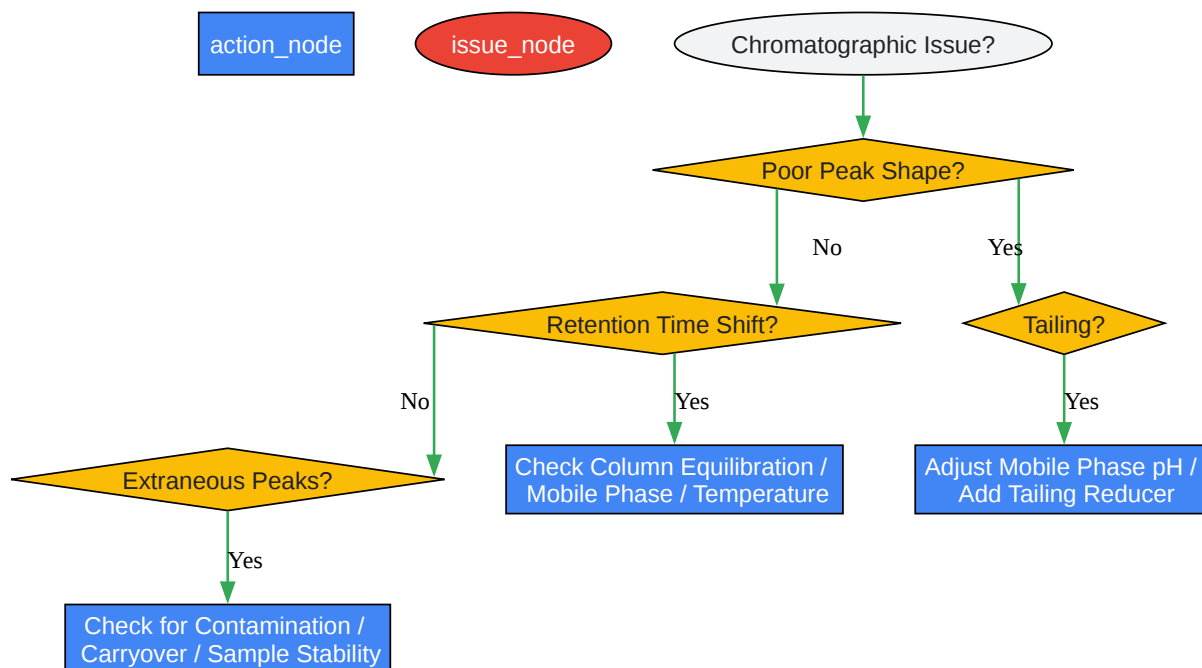 action_node
issue_node
Chromatographic Issue?
Poor Peak Shape?
No
Yes
Retention Time Shift?
Tailing?
No
Yes
Yes
Extraneous Peaks?
Check Column Equilibration /
Mobile Phase / Temperature
Adjust Mobile Phase pH /
Add Tailing Reducer
Yes
Check for Contamination /
Carryover / Sample Stability